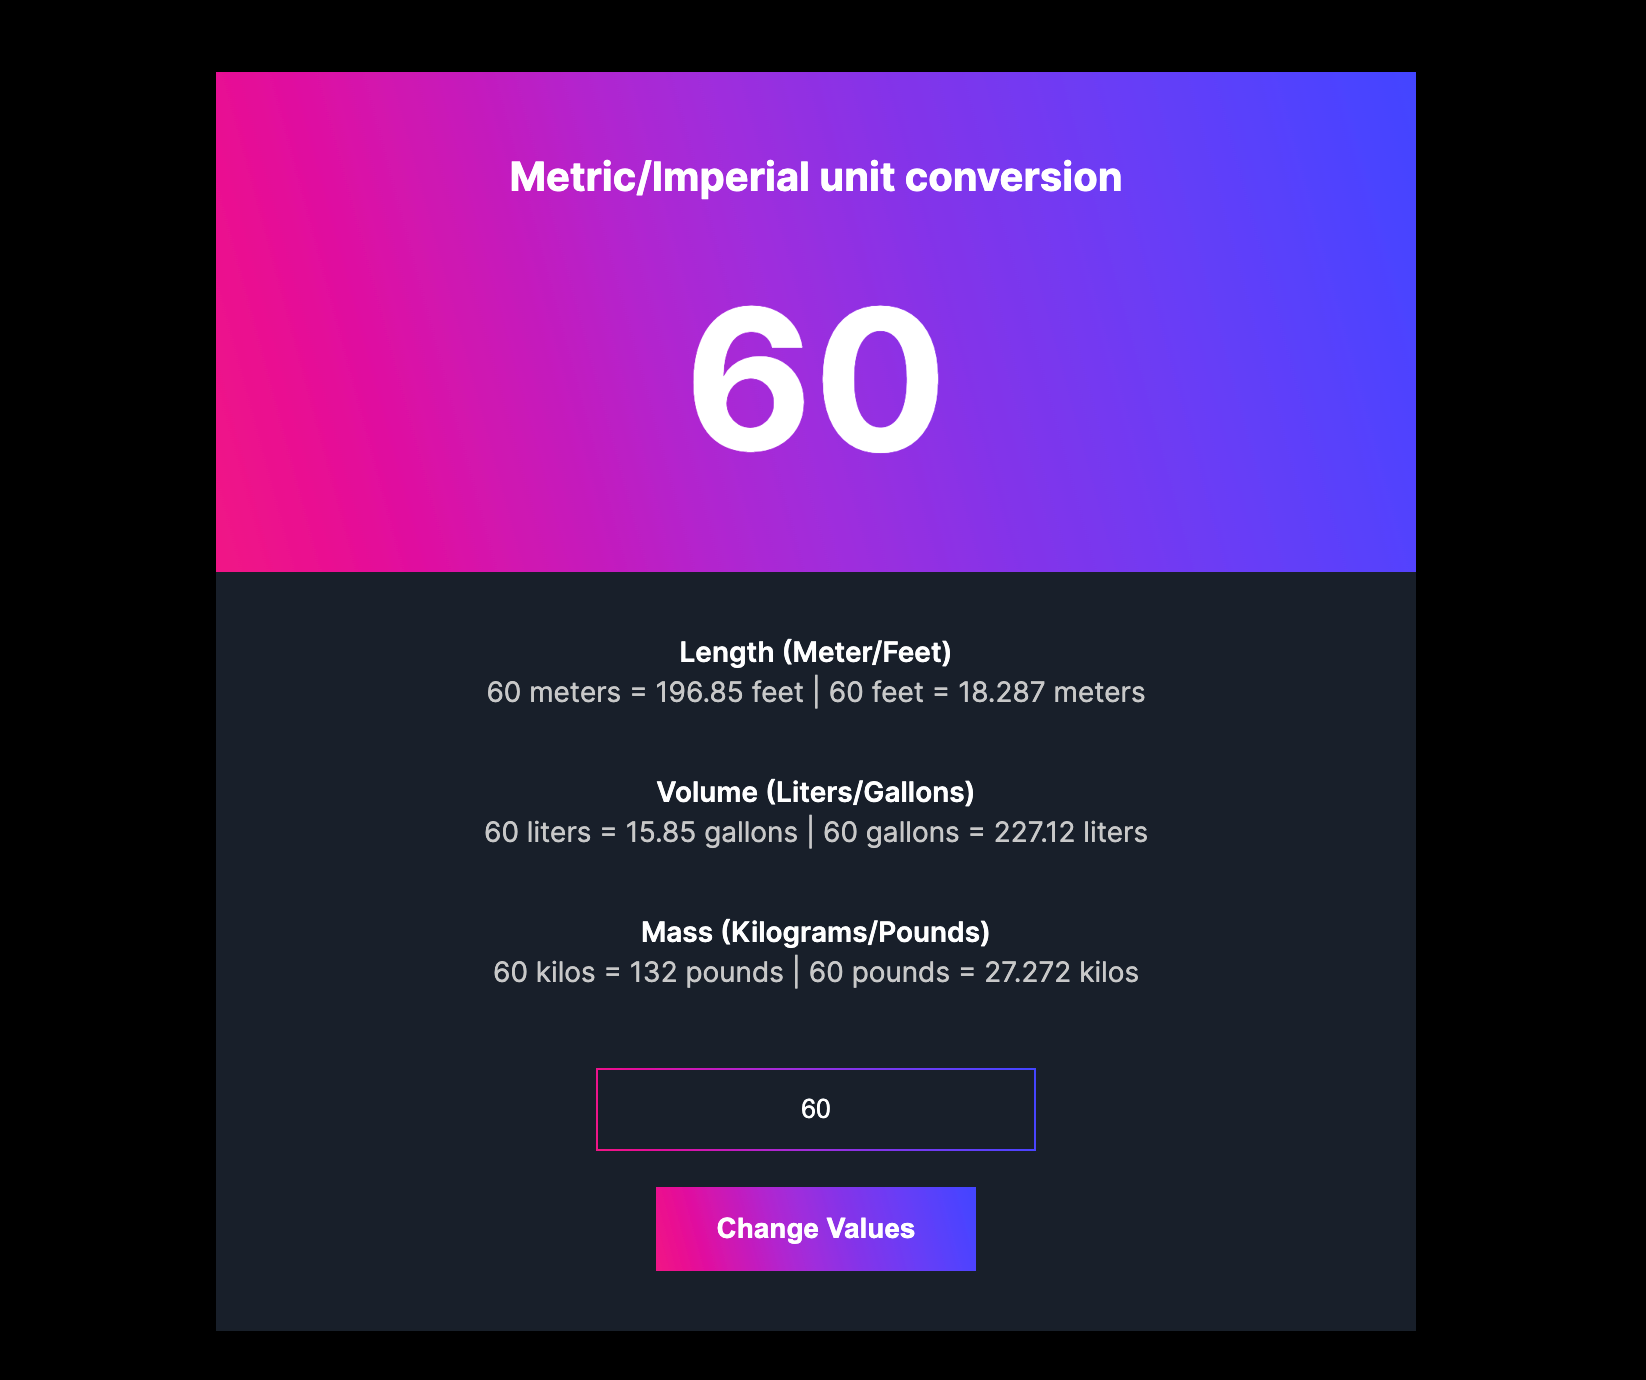 Metric/Imperial unit conversion
60
Length (Meter/Feet)
60 meters = 196.85 feet | 60 feet = 18.287 meters
Volume (Liters/Gallons)
60 liters = 15.85 gallons | 60 gallons = 227.12 liters
Mass (Kilograms/Pounds)
60 kilos = 132 pounds | 60 pounds = 27.272 kilos
60
Change Values